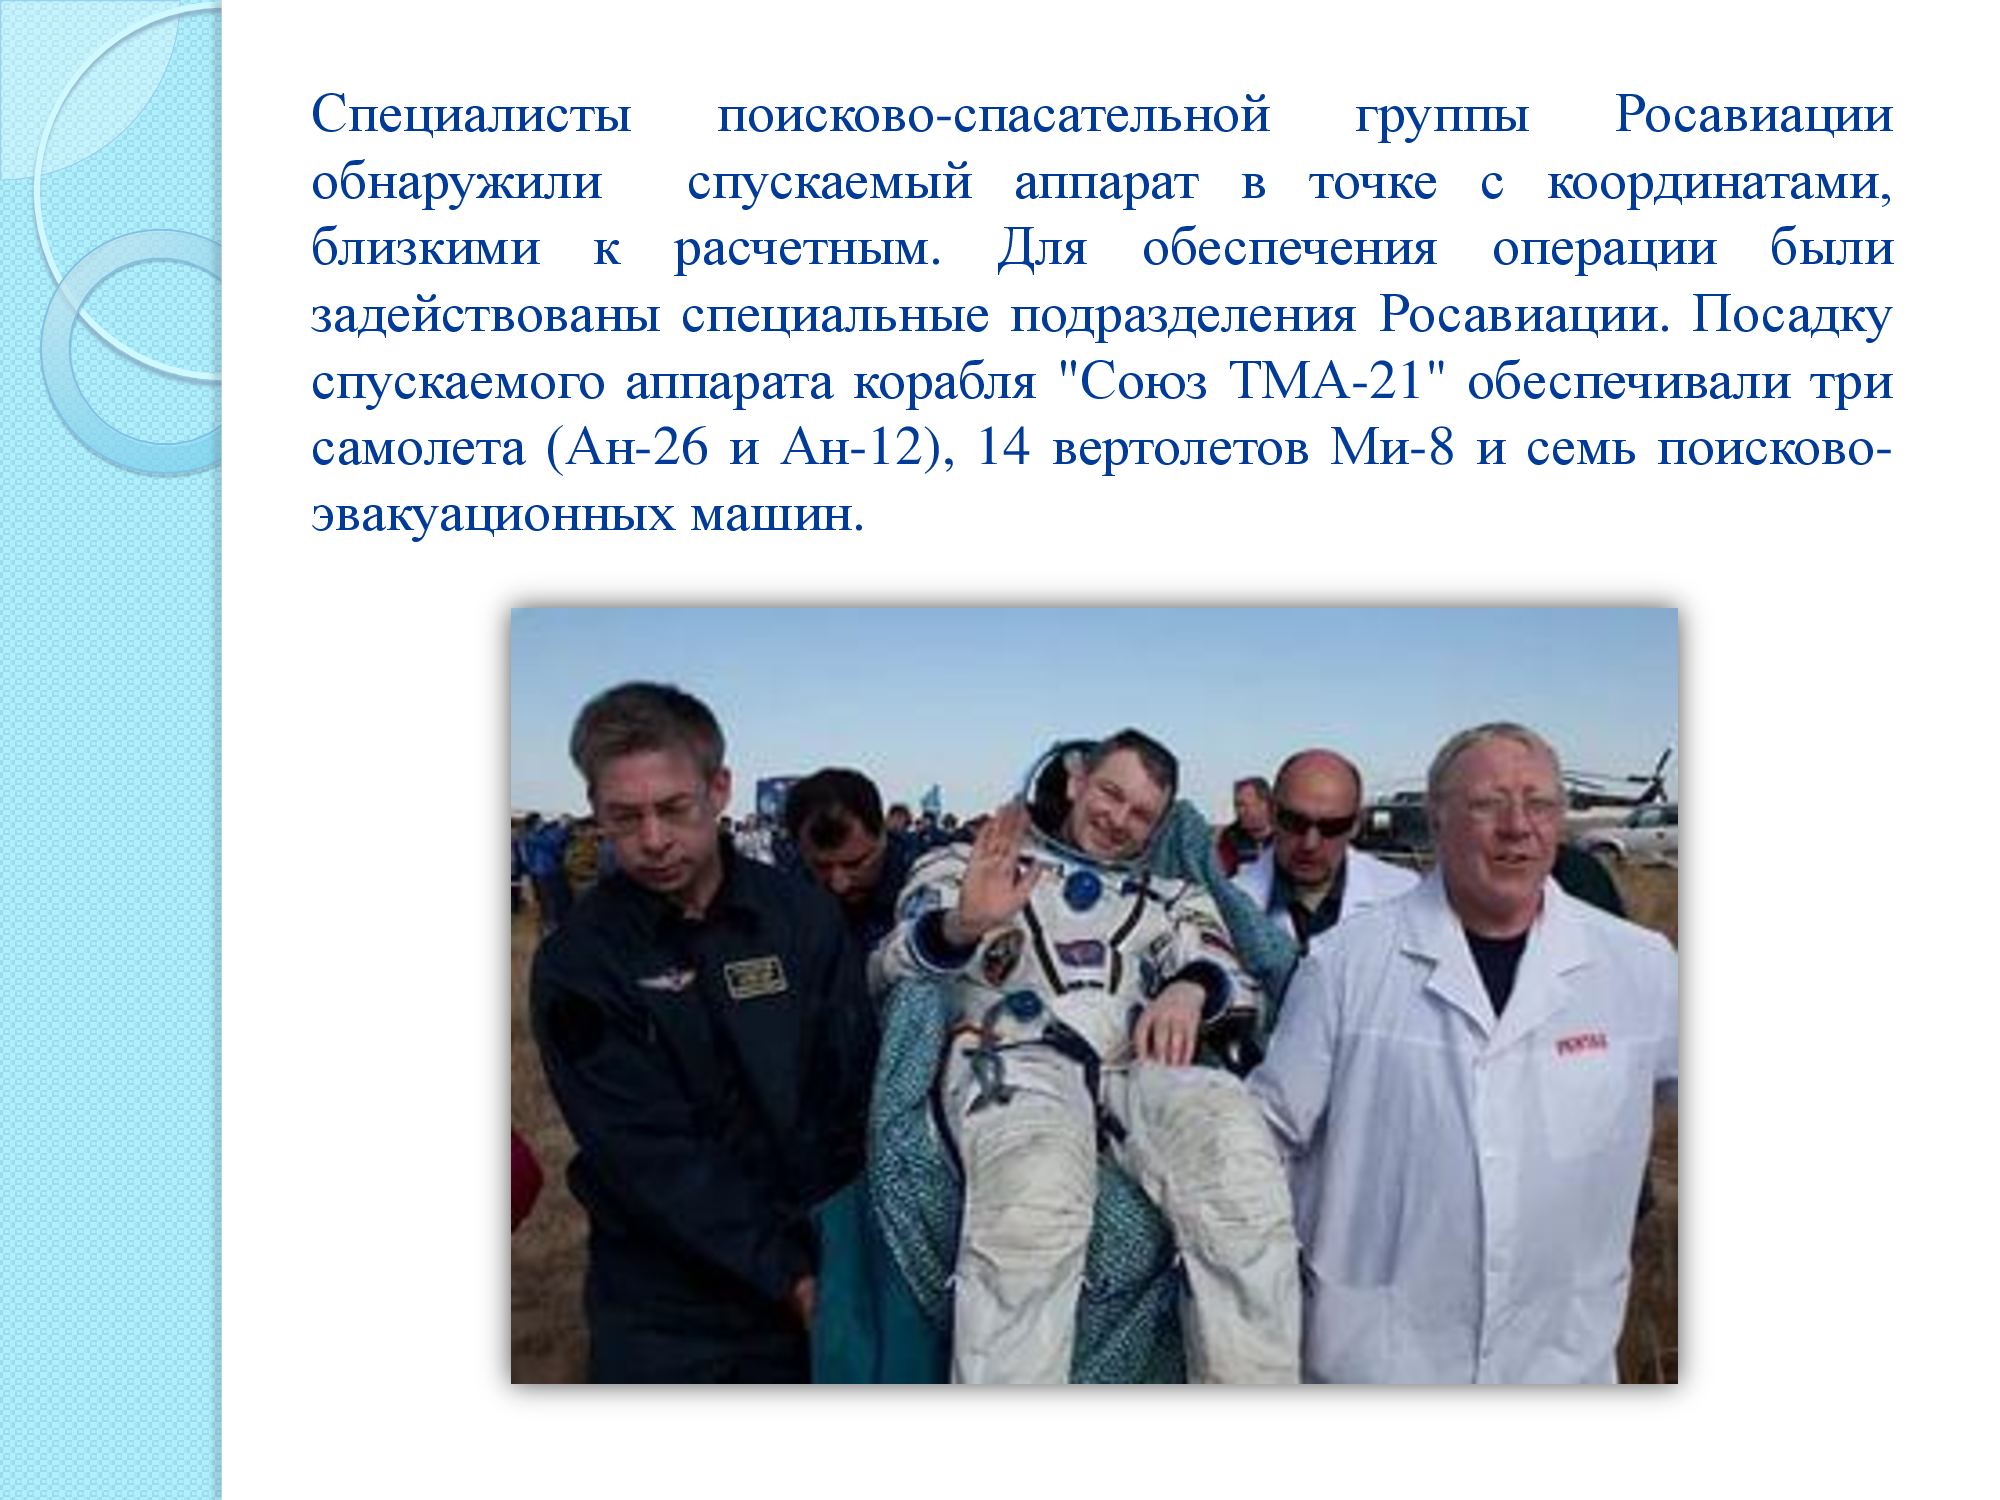 Специалисты поисково-спасательной группы Росавиации
обнаружили спускаемый аппарат в точке с координатами,
близкими к расчетным. Для обеспечения операции были
задействованы специальные подразделения Росавиации. Посадку
спускаемого аппарата корабля "Союз ТМА-21" обеспечивали три
самолета (Ан-26 и Ан-12), 14 вертолетов Ми-8 и семь поисково-
эвакуационных машин.